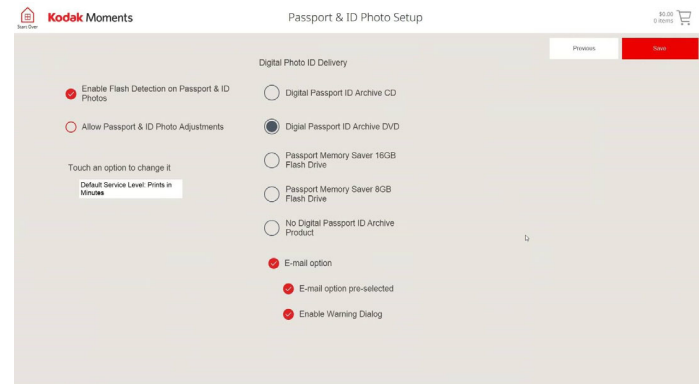 Start Over
Kodak Moments
Passport & ID Photo Setup
$0.00
0 items
Previous
Save
Digital Photo ID Delivery
Enable Flash Detection on Passport & ID
Photos
Allow Passport & ID Photo Adjustments
Touch an option to change it
Default Service Level: Prints in
Minutes
Digital Passport ID Archive CD
Digial Passport ID Archive DVD
Passport Memory Saver 16GB
Flash Drive
Passport Memory Saver 8GB
Flash Drive
No Digital Passport ID Archive
Product
E-mail option
E-mail option pre-selected
Enable Warning Dialog